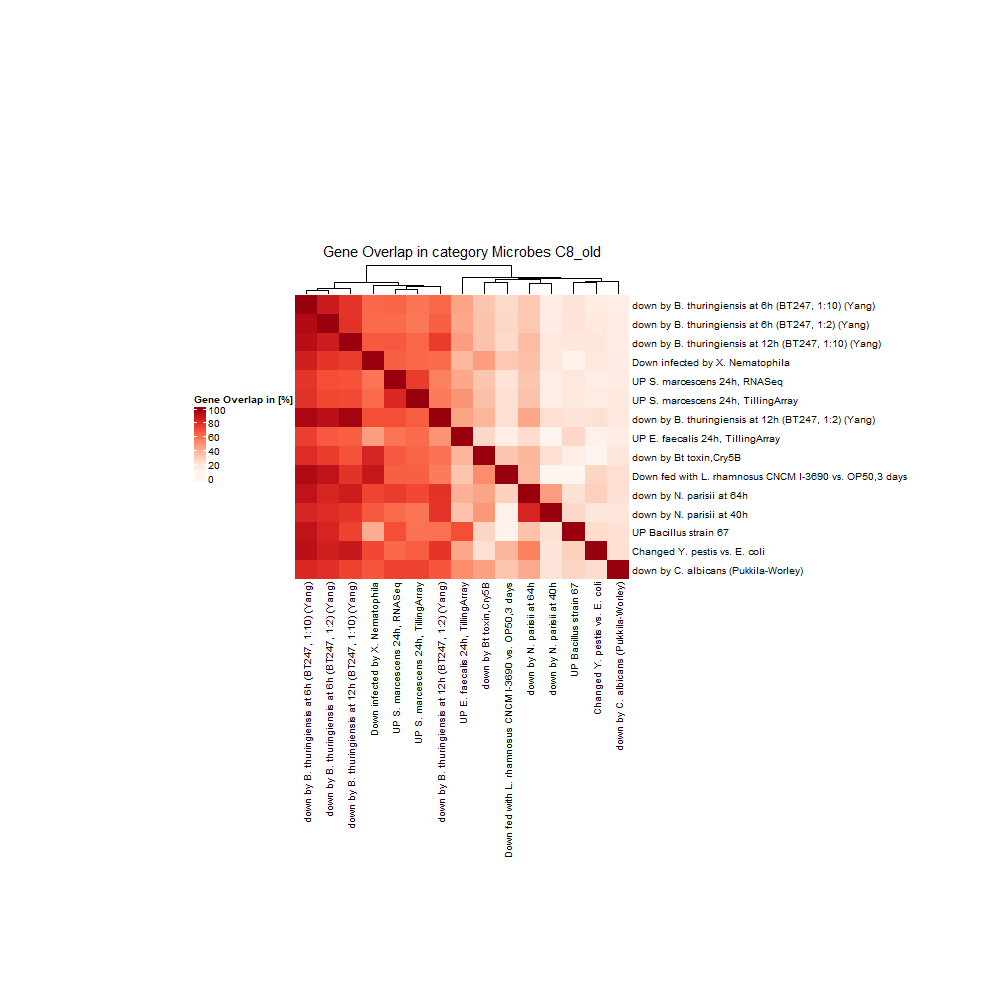 Gene Overlap in category Microbes C8_old
down by B. thuringiensis at 6h (BT247, 1:10) (Yang)
down by B. thuringiensis at 6h (BT247, 1:2) (Yang)
down by B. thuringiensis at 12h (BT247, 1:10) (Yang)
Down infected by X. Nematophila
UP S. marcescens 24h, RNASeq
UP S. marcescens 24h, TillingArray
down by B. thuringiensis at 12h (BT247, 1:2) (Yang)
UP E. faecalis 24h, TillingArray
down by Bt toxin,Cry5B
Down fed with L. rhamnosus CNCM I-3690 vs. OP50,3 days
down by N. parisii at 64h
down by N. parisii at 40h
UP Bacillus strain 67
Changed Y. pestis vs. E. coli
down by C. albicans (Pukkila-Worley)
Gene Overlap in [%]
100
80
60
40
20
0
down by B. thuringiensis at 6h (BT247, 1:10) (Yang)
down by B. thuringiensis at 6h (BT247, 1:2) (Yang)
down by B. thuringiensis at 12h (BT247, 1:10) (Yang)
Down infected by X. Nematophila
UP S. marcescens 24h, RNASeq
UP S. marcescens 24h, TillingArray
down by B. thuringiensis at 12h (BT247, 1:2) (Yang)
UP E. faecalis 24h, TillingArray
down by Bt toxin,Cry5B
Down fed with L. rhamnosus CNCM I-3690 vs. OP50,3 days
down by N. parisii at 64h
down by N. parisii at 40h
UP Bacillus strain 67
Changed Y. pestis vs. E. coli
down by C. albicans (Pukkila-Worley)